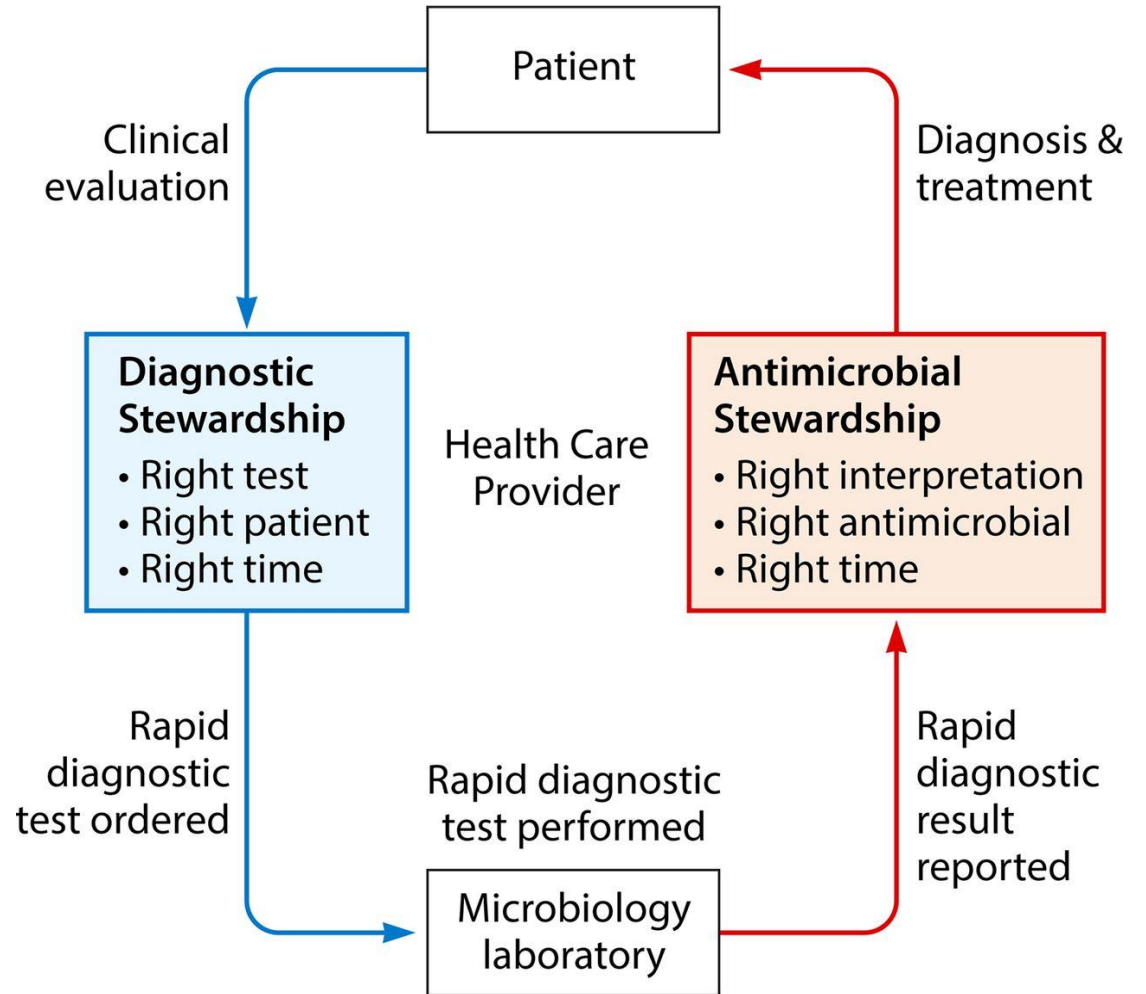 Patient
Clinical
evaluation
Diagnosis &
treatment
Diagnostic
Stewardship
• Right test
• Right patient
• Right time
Health Care
Provider
Antimicrobial
Stewardship
• Right interpretation
• Right antimicrobial
• Right time
Rapid
diagnostic
test ordered
Rapid diagnostic
test performed
Microbiology
laboratory
Rapid
diagnostic
result
reported